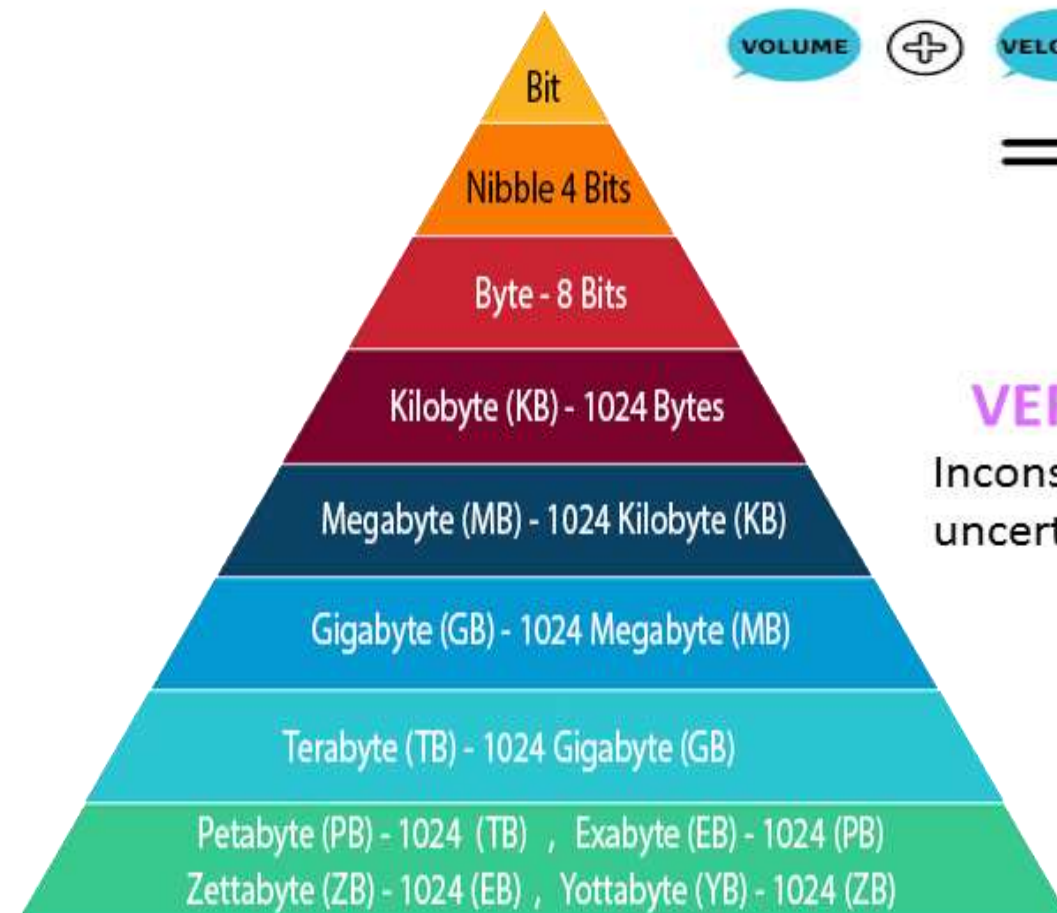 VOLUME
Bit
Nibble 4 Bits
Byte - 8 Bits
Kilobyte (KB) - 1024 Bytes
Megabyte (MB) - 1024 Kilobyte (KB)
Gigabyte (GB) - 1024 Megabyte (MB)
Terabyte (TB) - 1024 Gigabyte (GB)
Petabyte (PB) - 1024 (TB) , Exabyte (EB) - 1024 (PB)
Zettabyte (ZB) - 1024 (EB) , Yottabyte (YB) - 1024 (ZB)